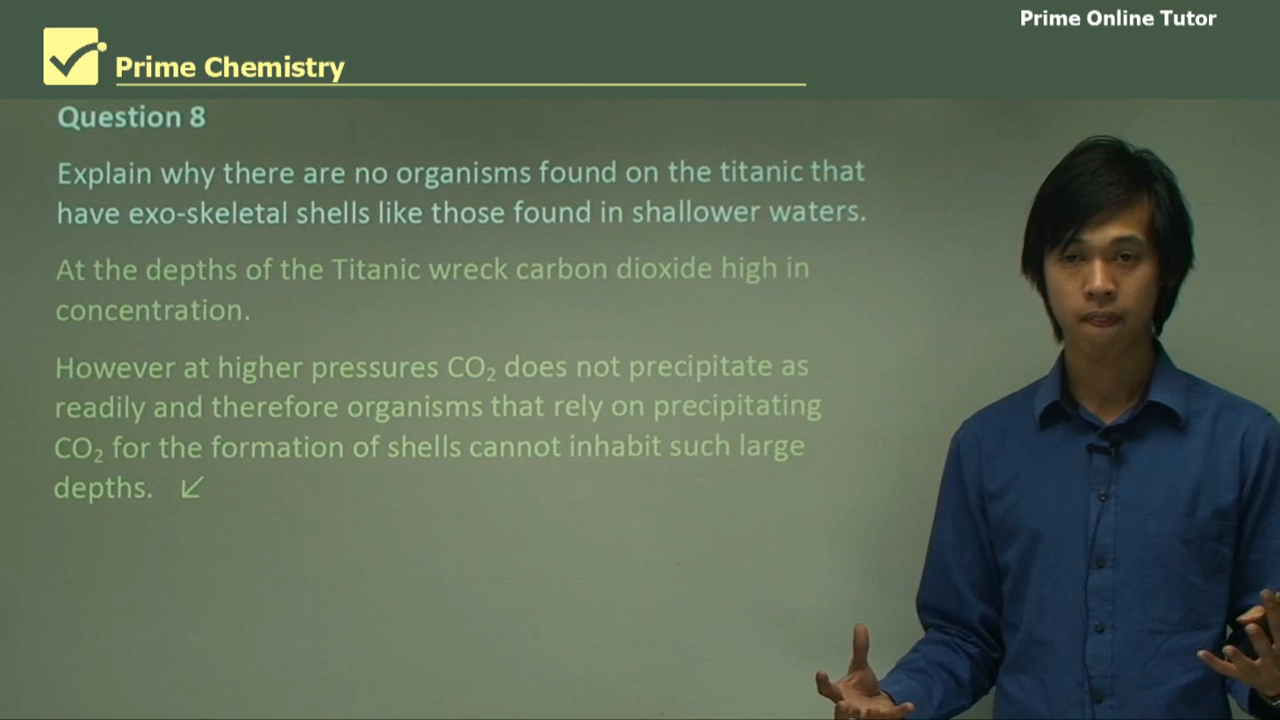 Prime Online Tutor
Prime Chemistry
Question 8
Explain why there are no organisms found on the titanic that
have exo-skeletal shells like those found in shallower waters.
At the depths of the Titanic wreck carbon dioxide high in
concentration.
However at higher pressures CO₂ does not precipitate as
readily and therefore organisms that rely on precipitating
CO₂ for the formation of shells cannot inhabit such large
depths.